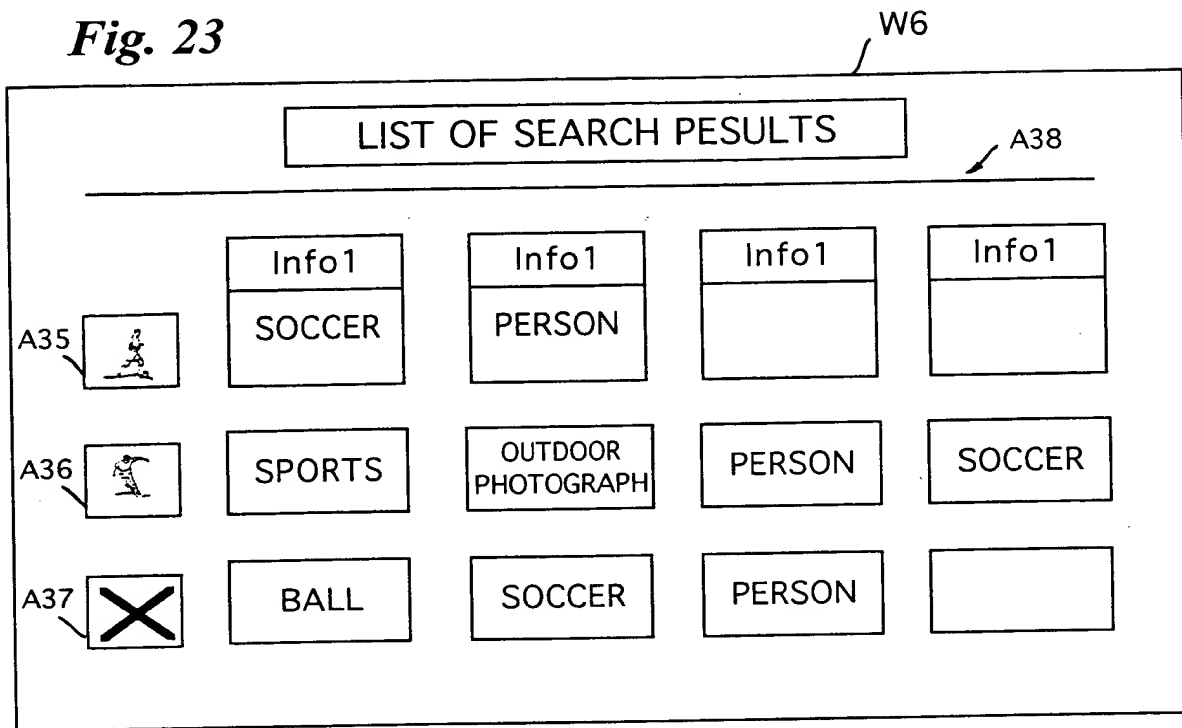 Fig. 23
W6
LIST OF SEARCH PESULTS
A38
Info1 Info1 Info1 Info1
A35 SOCCER PERSON
A36 SPORTS OUTDOOR PHOTOGRAPH PERSON SOCCER
A37 BALL SOCCER PERSON